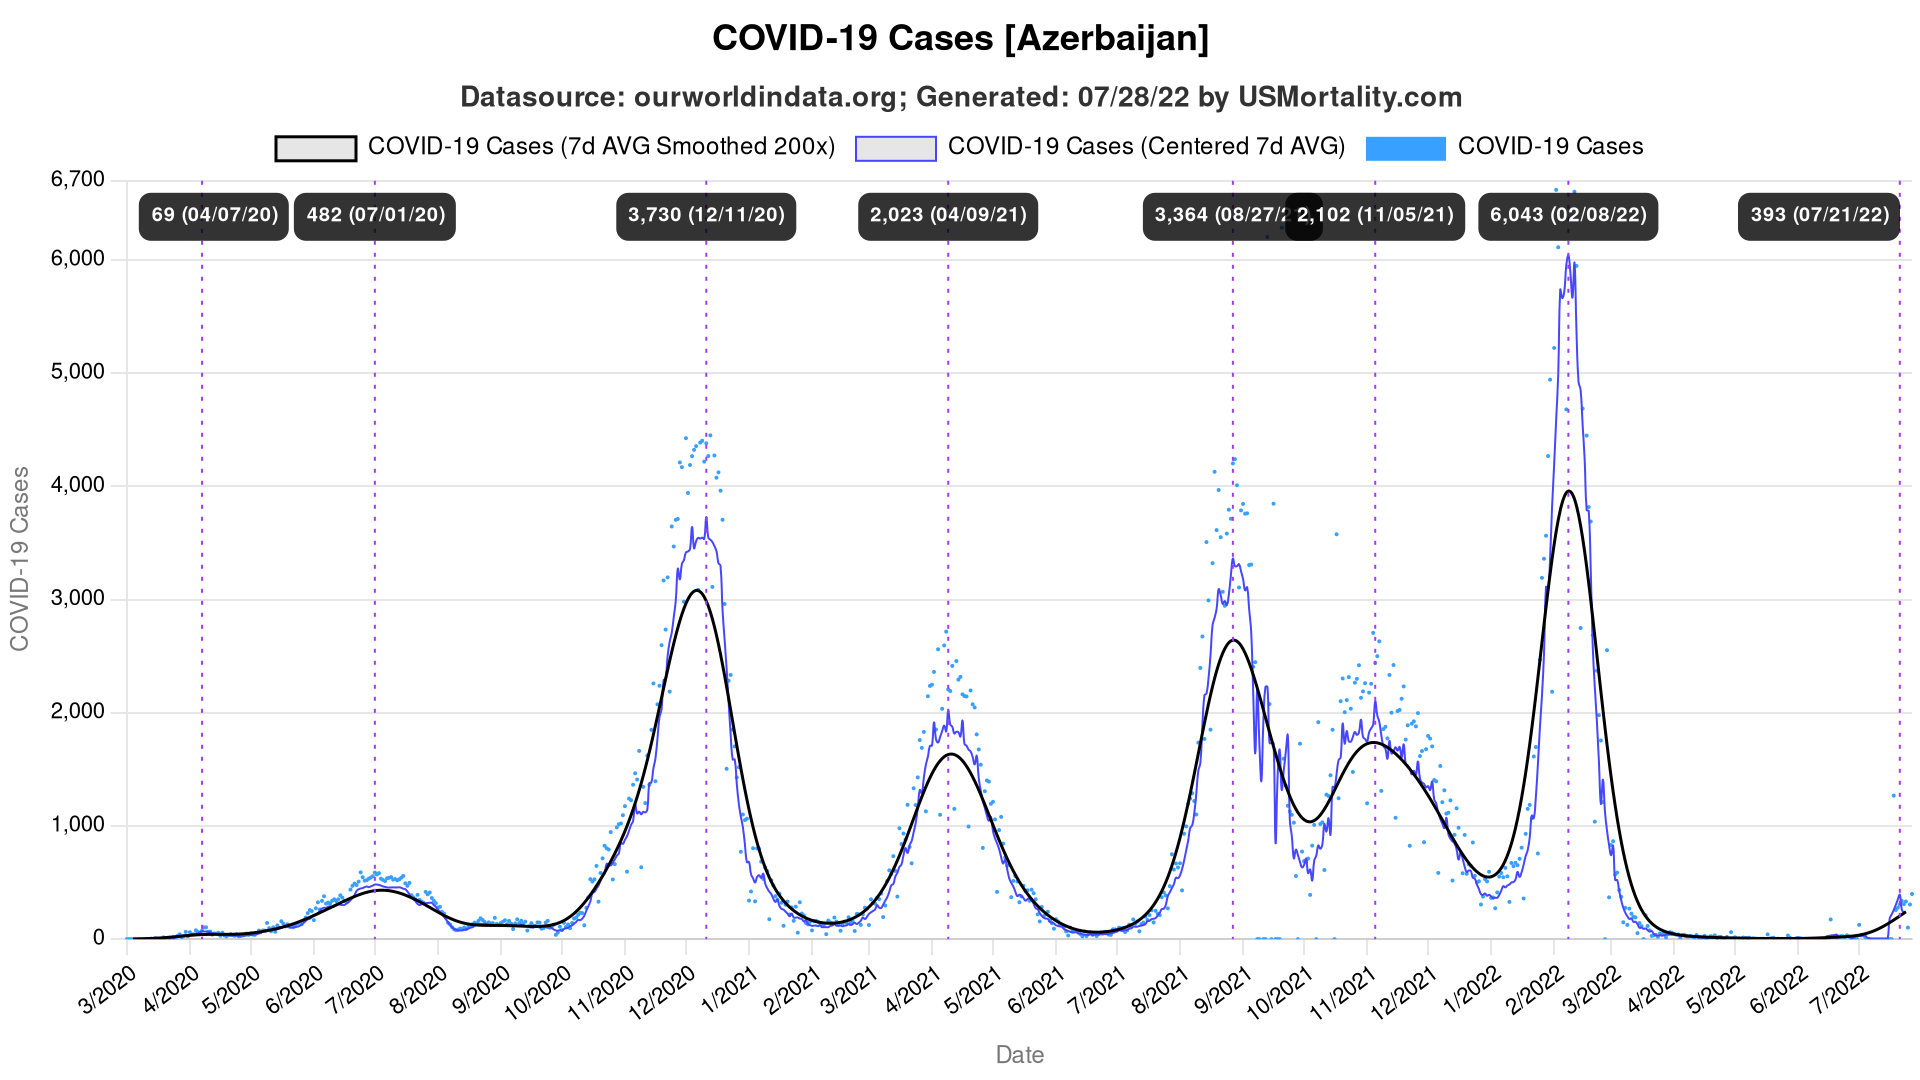 COVID-19 Cases [Azerbaijan]
Datasource: ourworldindata.org; Generated: 07/28/22 by USMortality.com
COVID-19 Cases (7d AVG Smoothed 200x) COVID-19 Cases (Centered 7d AVG) COVID-19 Cases
6,700
69 (04/07/20) 482 (07/01/20) 3,730 (12/11/20) 2,023 (04/09/21) 3,364 (08/27/2 2,102 (11/05/21) 6,043 (02/08/22) 393 (07/21/22)
6,000
5,000
4,000
3,000
2,000
1,000
0
COVID-19 Cases
3/2020 4/2020 5/2020 6/2020 7/2020 8/2020 9/2020 10/2020 11/2020 12/2020 1/2021 2/2021 3/2021 4/2021 5/2021 6/2021 7/2021 8/2021 9/2021 10/2021 11/2021 12/2021 1/2022 2/2022 3/2022 4/2022 5/2022 6/2022 7/2022
Date